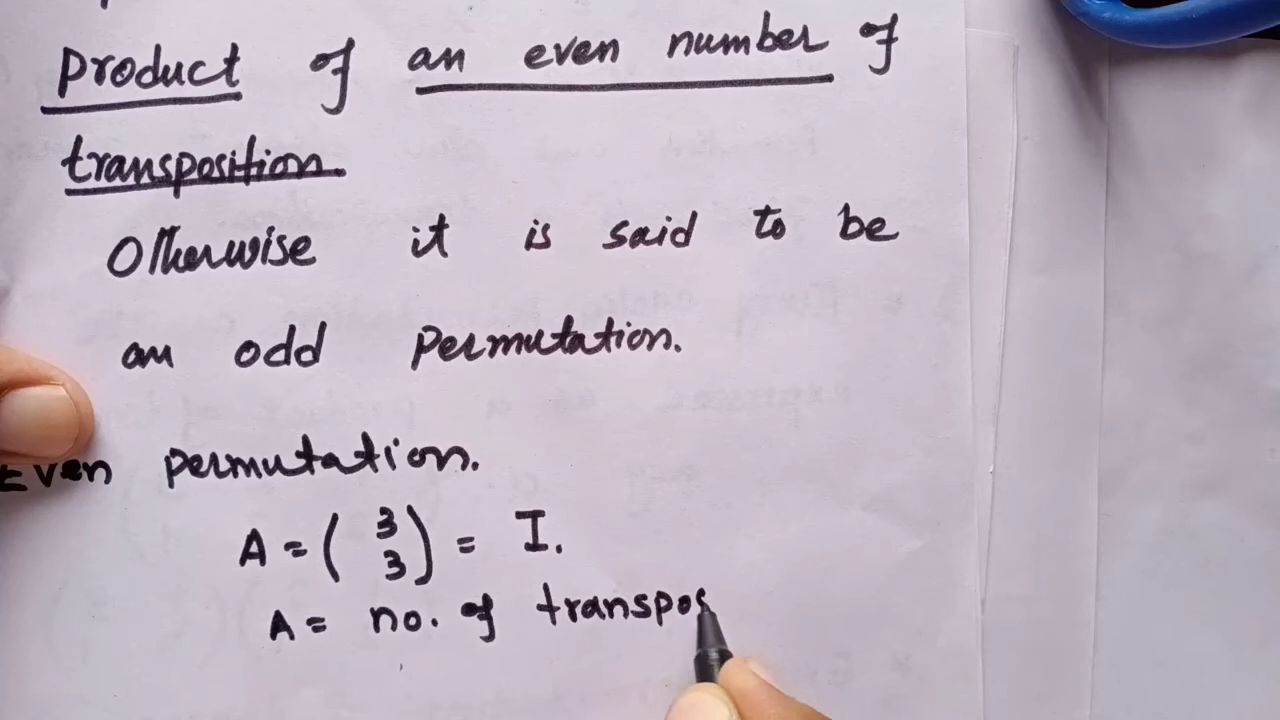 Product of an even number of
transposition.
Otherwise it is said to be
an odd permutation.
Even permutation.
A = ( 3 3 ) = I.
A = no. of transpos